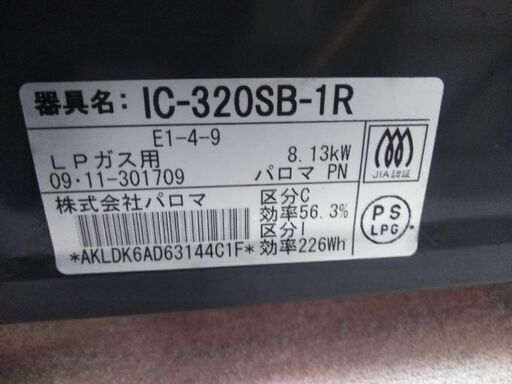 器具名: IC-320SB-1R
E1-4-9
LPガス用 8.13kW
09・11-301709 パロマ PN
株式会社パロマ 区分C
効率56.3%
区分I
*AKLDK6AD63144C1F* 効率226Wh
JIA認証
PS
LPG